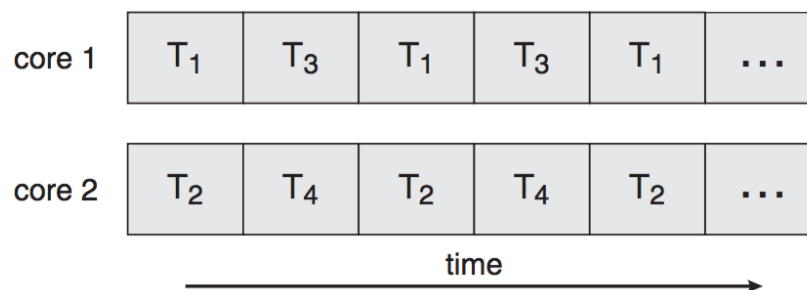 core 1 T₁ T₃ T₁ T₃ T₁ ...
core 2 T₂ T₄ T₂ T₄ T₂ ...
time